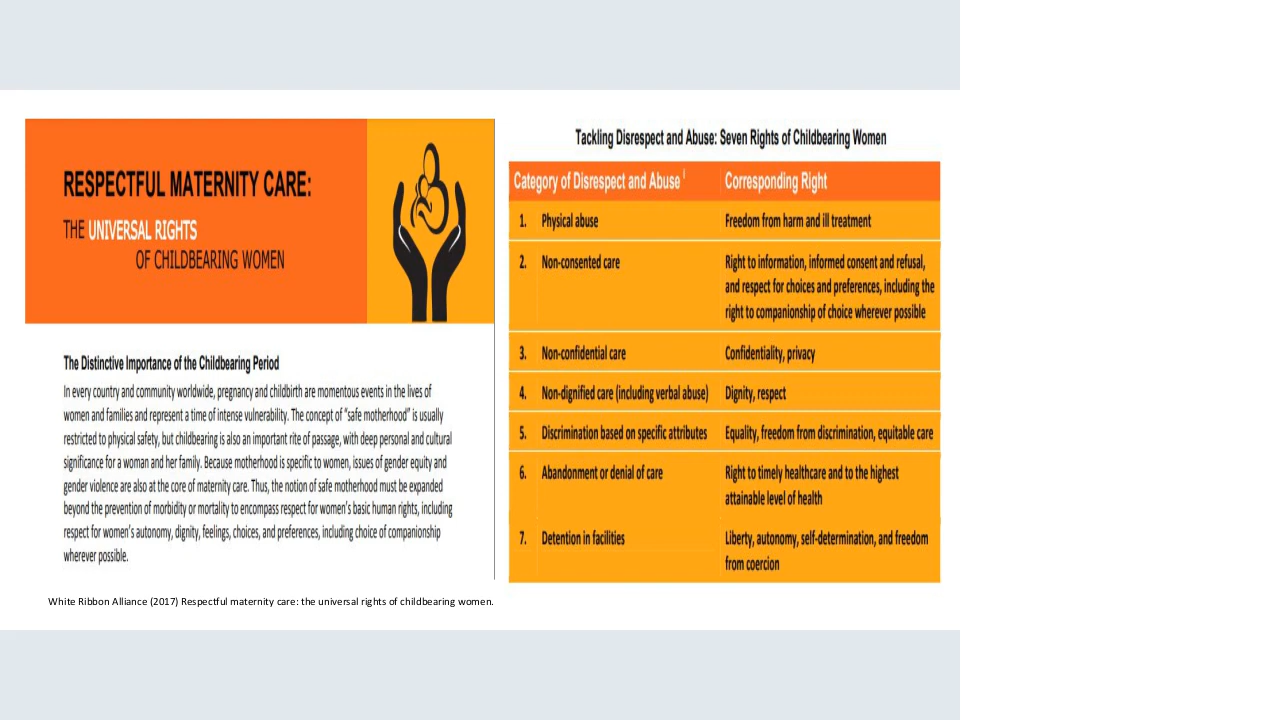 RESPECTFUL MATERNITY CARE:
THE UNIVERSAL RIGHTS
OF CHILDBEARING WOMEN
The Distinctive Importance of the Childbearing Period
In every country and community worldwide, pregnancy and childbirth are momentous events in the lives of
women and families and represent a time of intense vulnerability. The concept of “safe motherhood” is usually
restricted to physical safety, but childbearing is also an important rite of passage, with deep personal and cultural
significance for a woman and her family. Because motherhood is specific to women, issues of gender equity and
gender violence are also at the core of maternity care. Thus, the notion of safe motherhood must be expanded
beyond the prevention of morbidity or mortality to encompass respect for women’s basic human rights, including
respect for women’s autonomy, dignity, feelings, choices, and preferences, including choice of companionship
wherever possible.
White Ribbon Alliance (2017) Respectful maternity care: the universal rights of childbearing women.
Tackling Disrespect and Abuse: Seven Rights of Childbearing Women
Category of Disrespect and Abuse i Corresponding Right
1. Physical abuse Freedom from harm and ill treatment
2. Non-consented care Right to information, informed consent and refusal,
and respect for choices and preferences, including the
right to companionship of choice wherever possible
3. Non-confidential care Confidentiality, privacy
4. Non-dignified care (including verbal abuse) Dignity, respect
5. Discrimination based on specific attributes Equality, freedom from discrimination, equitable care
6. Abandonment or denial of care Right to timely healthcare and to the highest
attainable level of health
7. Detention in facilities Liberty, autonomy, self-determination, and freedom
from coercion